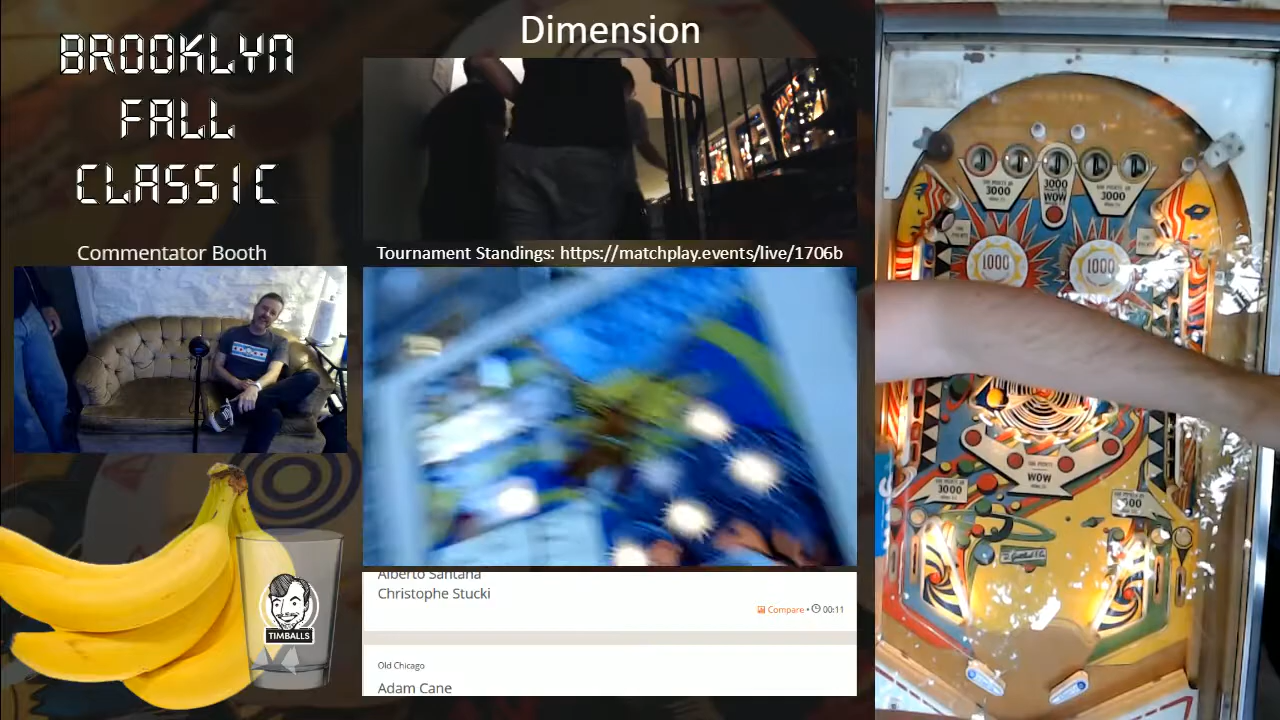 BROOKLYN
FALL
CLASSIC
Dimension
Commentator Booth
Tournament Standings: https://matchplay.events/live/1706b
TIMBALLS
Alberto Santana
Christophe Stucki
Compare • 00:11
Old Chicago
Adam Cane
3000
3000
WOW
3000
1000
1000
WOW
3000